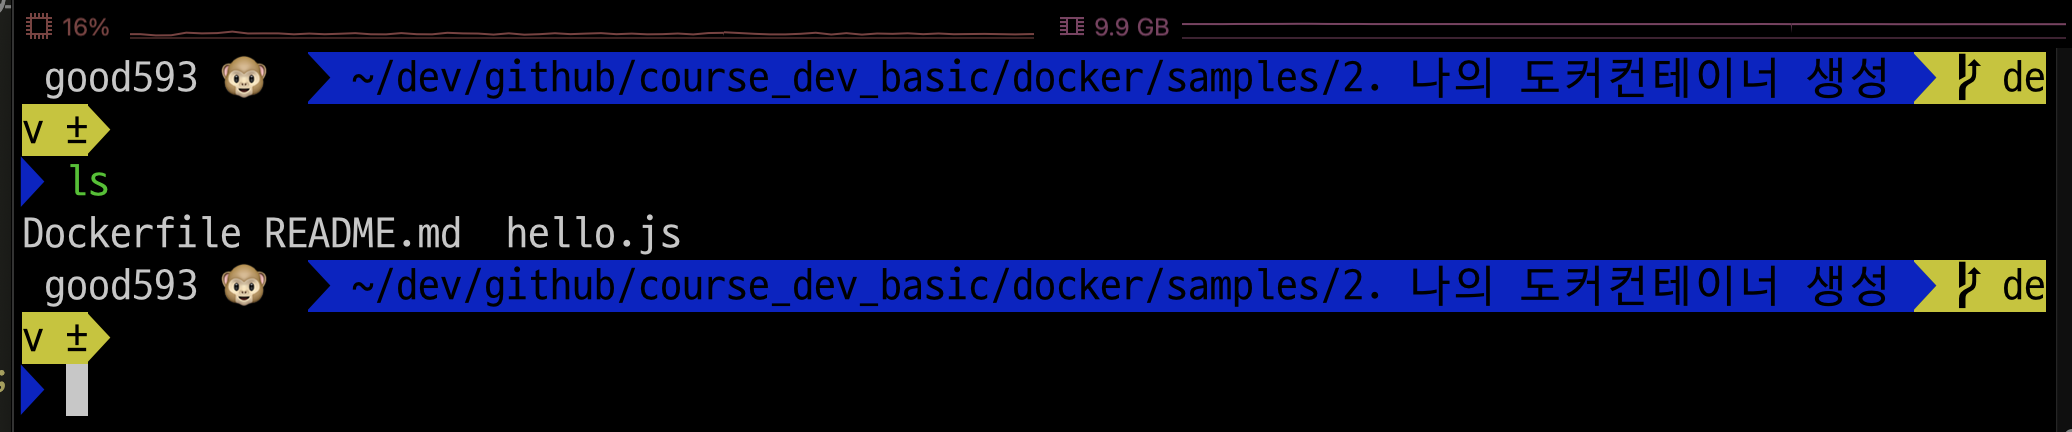 16% 9.9 GB
good593 🐵 ~/dev/github/course_dev_basic/docker/samples/2. 나의 도커컨테이너 생성 de
v ±
ls
Dockerfile README.md hello.js
good593 🐵 ~/dev/github/course_dev_basic/docker/samples/2. 나의 도커컨테이너 생성 de
v ±